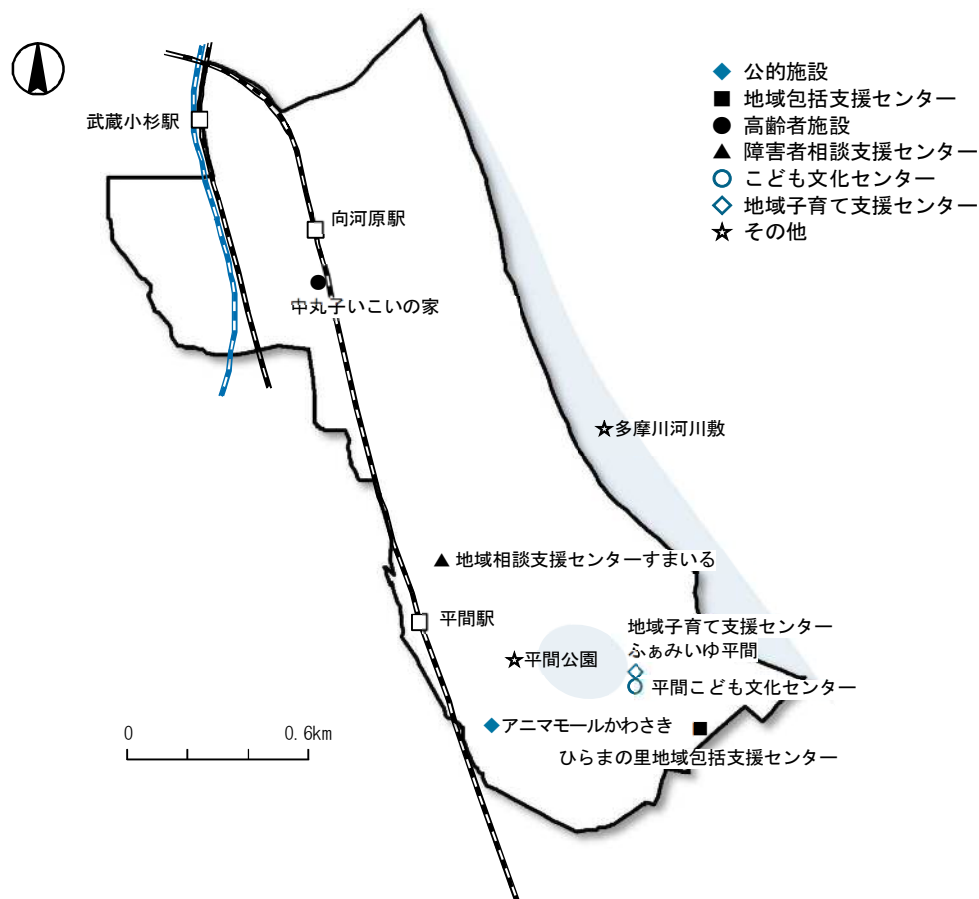 公的施設
地域包括支援センター
高齢者施設
障害者相談支援センター
こども文化センター
地域子育て支援センター
その他
武蔵小杉駅
向河原駅
中丸子いこいの家
多摩川河川敷
地域相談支援センターすまいる
平間駅
地域子育て支援センター
ふぁみいゆ平間
平間公園
平間こども文化センター
アニマモールかわさき
ひらまの里地域包括支援センター
0 0.6km